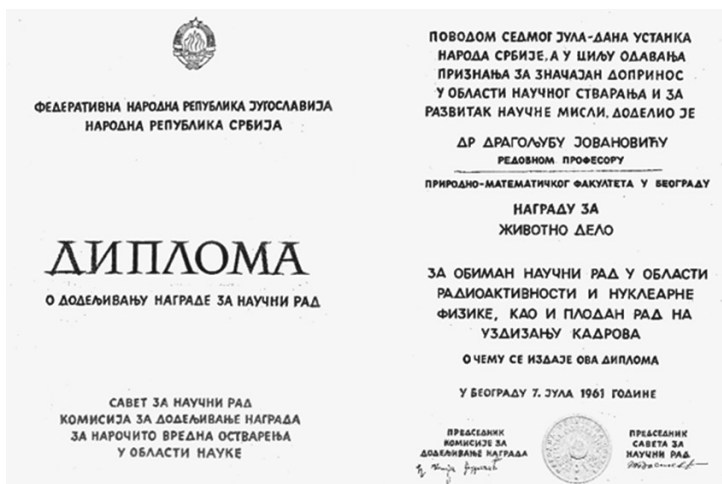 ФЕДЕРАТИВНА НАРОДНА РЕПУБЛИКА ЈУГОСЛАВИЈА
НАРОДНА РЕПУБЛИКА СРБИЈА
ДИПЛОМА
О ДОДЕЉИВАЊУ НАГРАДЕ ЗА НАУЧНИ РАД
САВЕТ ЗА НАУЧНИ РАД
КОМИСИЈА ЗА ДОДЕЉИВАЊЕ НАГРАДА
ЗА НАРОЧИТО ВРЕДНА ОСТВАРЕЊА
У ОБЛАСТИ НАУКЕ
ПОВОДОМ СЕДМОГ ЈУЛА-ДАНА УСТАНКА
НАРОДА СРБИЈЕ, А У ЦИЉУ ОДАВАЊА
ПРИЗНАЊА ЗА ЗНАЧАЈАН ДОПРИНОС
У ОБЛАСТИ НАУЧНОГ СТВАРАЊА И ЗА
РАЗВИТАК НАУЧНЕ МИСЛИ, ДОДЕЛИО ЈЕ
ДР ДРАГОЉУБУ ЈОВАНОВИЋУ
РЕДОВНОМ ПРОФЕСОРУ
ПРИРОДНО-МАТЕМАТИЧКОГ ФАКУЛТЕТА У БЕОГРАДУ
НАГРАДУ ЗА
ЖИВОТНО ДЕЛО
ЗА ОБИМАН НАУЧНИ РАД У ОБЛАСТИ
РАДИОАКТИВНОСТИ И НУКЛЕАРНЕ
ФИЗИКЕ, КАО И ПЛОДАН РАД НА
УЗДИЗАЊУ КАДРОВА
О ЧЕМУ СЕ ИЗДАЈЕ ОВА ДИПЛОМА
У БЕОГРАДУ 7. ЈУЛА 1961 ГОДИНЕ
ПРЕДСЕДНИК
КОМИСИЈЕ ЗА
ДОДЕЉИВАЊЕ НАГРАДА
ПРЕДСЕДНИК
САВЕТА ЗА
НАУЧНИ РАД